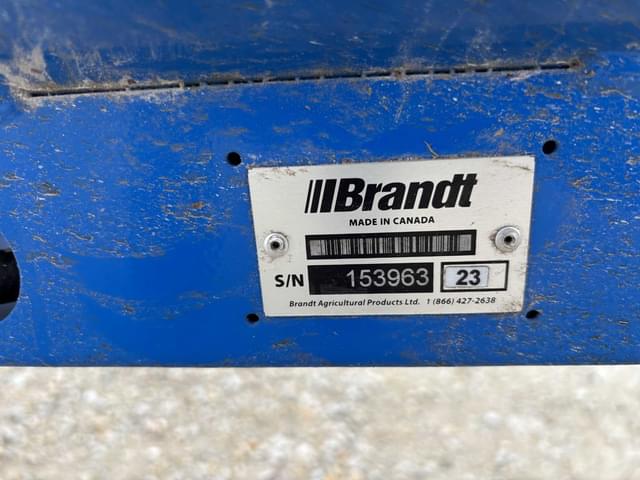 Brandt
MADE IN CANADA
S/N 153963 23
Brandt Agricultural Products Ltd. 1 (866) 427-2638